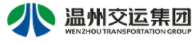 温州交运集团
WENZHOU TRANSPORTATION GROUP